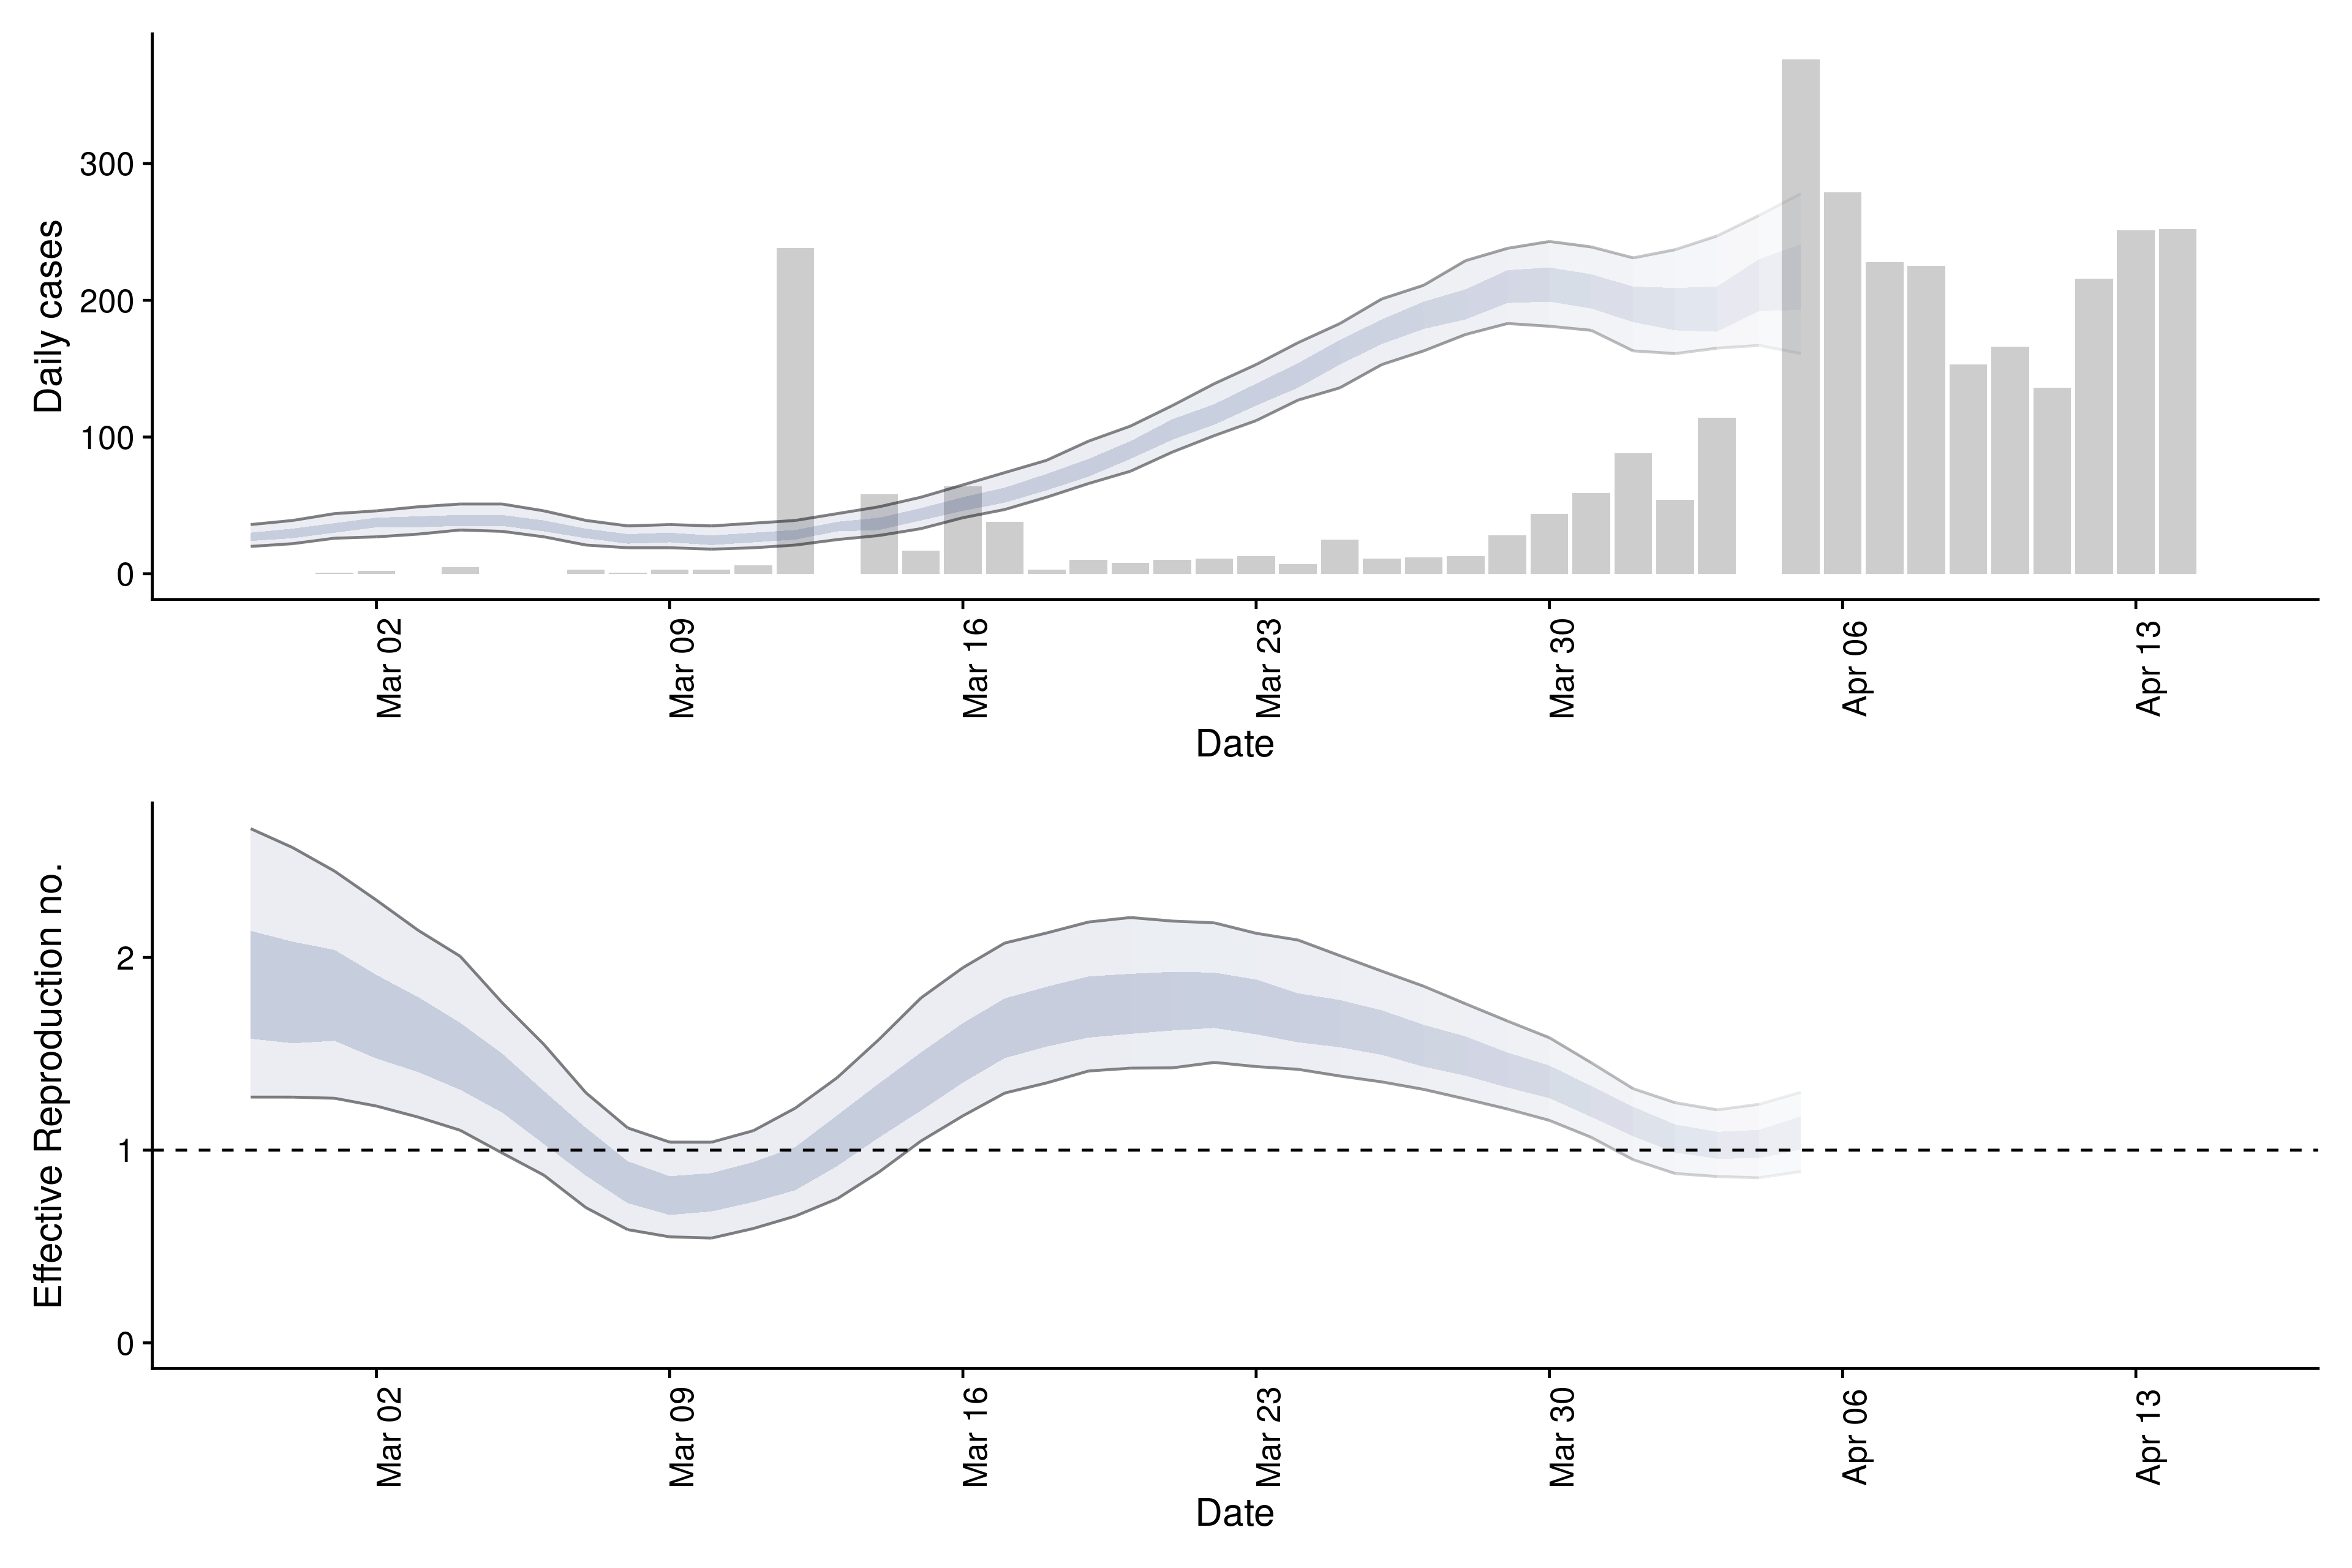 Daily cases
300
200
100
0
Mar 02
Mar 09
Mar 16
Mar 23
Mar 30
Apr 06
Apr 13
Date
Effective Reproduction no.
2
1
0
Mar 02
Mar 09
Mar 16
Mar 23
Mar 30
Apr 06
Apr 13
Date